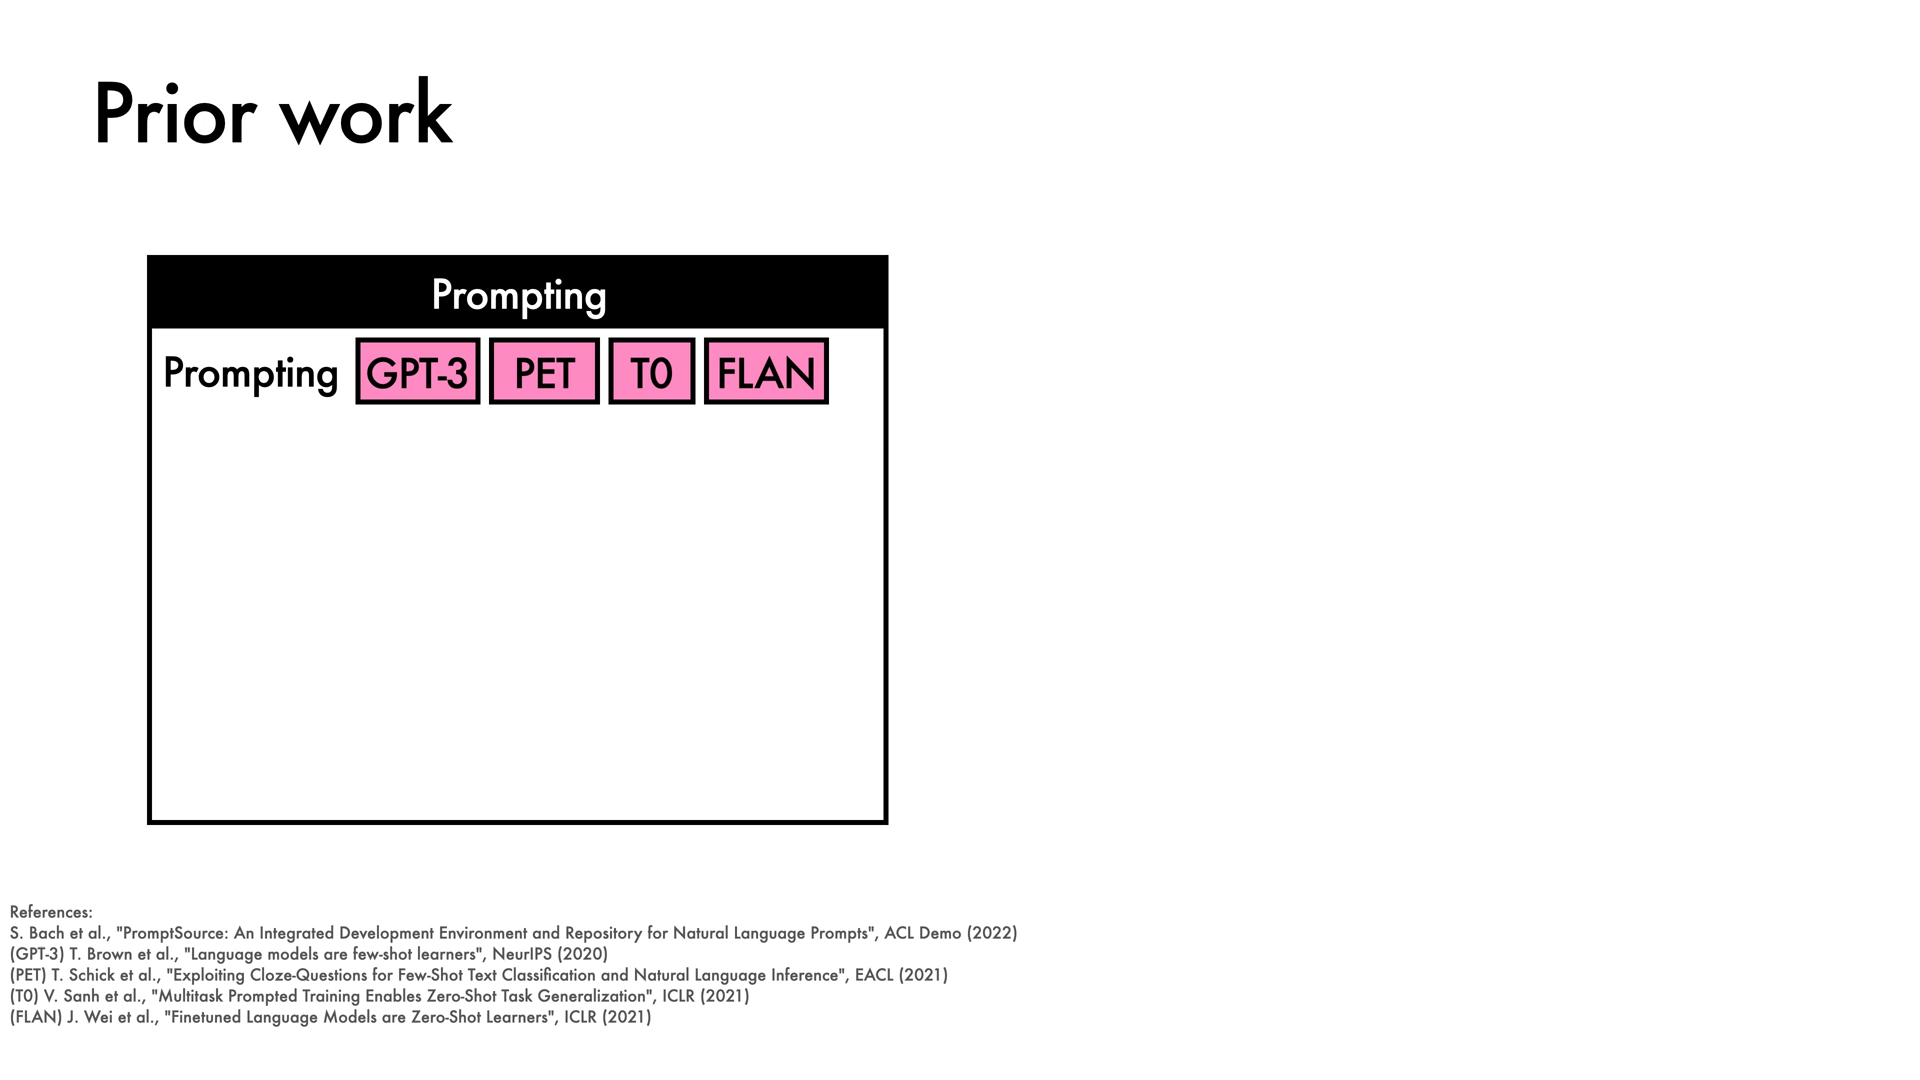 Prior work
Prompting
Prompting GPT-3 PET T0 FLAN
References:
S. Bach et al., "PromptSource: An Integrated Development Environment and Repository for Natural Language Prompts", ACL Demo (2022)
(GPT-3) T. Brown et al., "Language models are few-shot learners", NeurIPS (2020)
(PET) T. Schick et al., "Exploiting Cloze-Questions for Few-Shot Text Classification and Natural Language Inference", EACL (2021)
(T0) V. Sanh et al., "Multitask Prompted Training Enables Zero-Shot Task Generalization", ICLR (2021)
(FLAN) J. Wei et al., "Finetuned Language Models are Zero-Shot Learners", ICLR (2021)